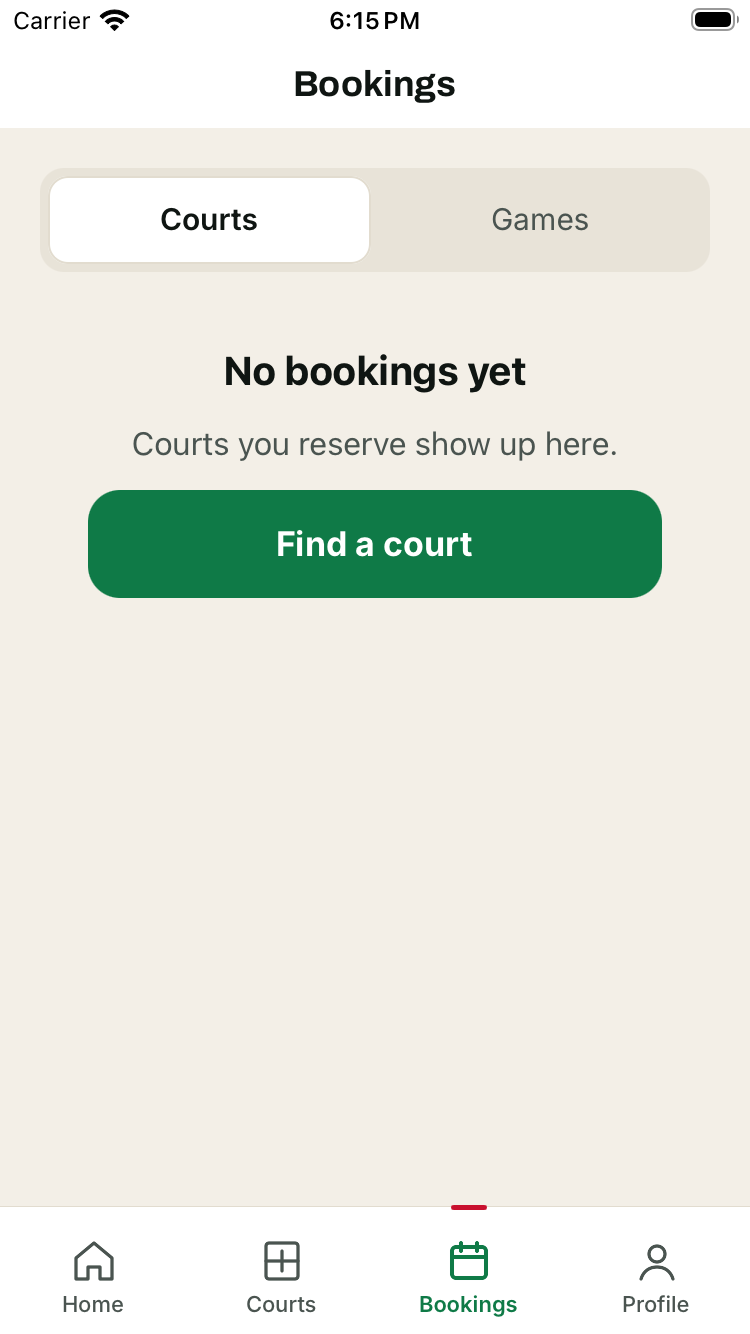 Carrier 6:15 PM
Bookings
Courts Games
No bookings yet
Courts you reserve show up here.
Find a court
Home Courts Bookings Profile